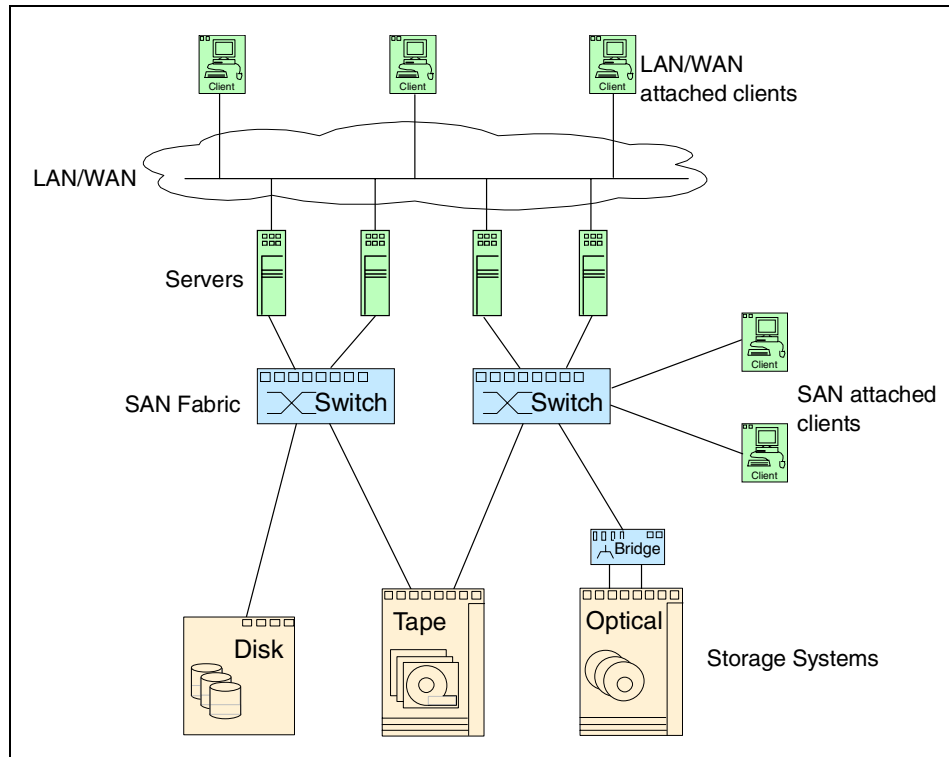 Client
Client
Client
LAN/WAN
attached clients
LAN/WAN
Servers
Client
SAN Fabric
Switch
Switch
SAN attached
clients
Client
Bridge
Disk
Tape
Optical
Storage Systems